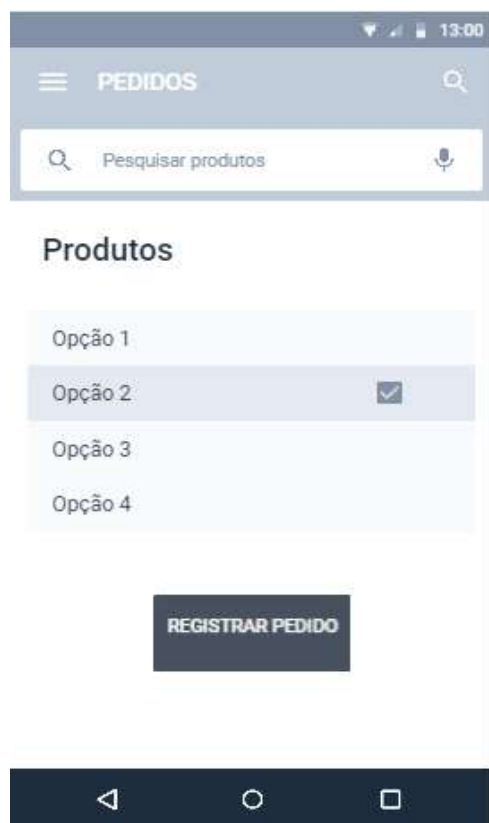 13:00
PEDIDOS
Pesquisar produtos
Produtos
Opção 1
Opção 2
Opção 3
Opção 4
REGISTRAR PEDIDO